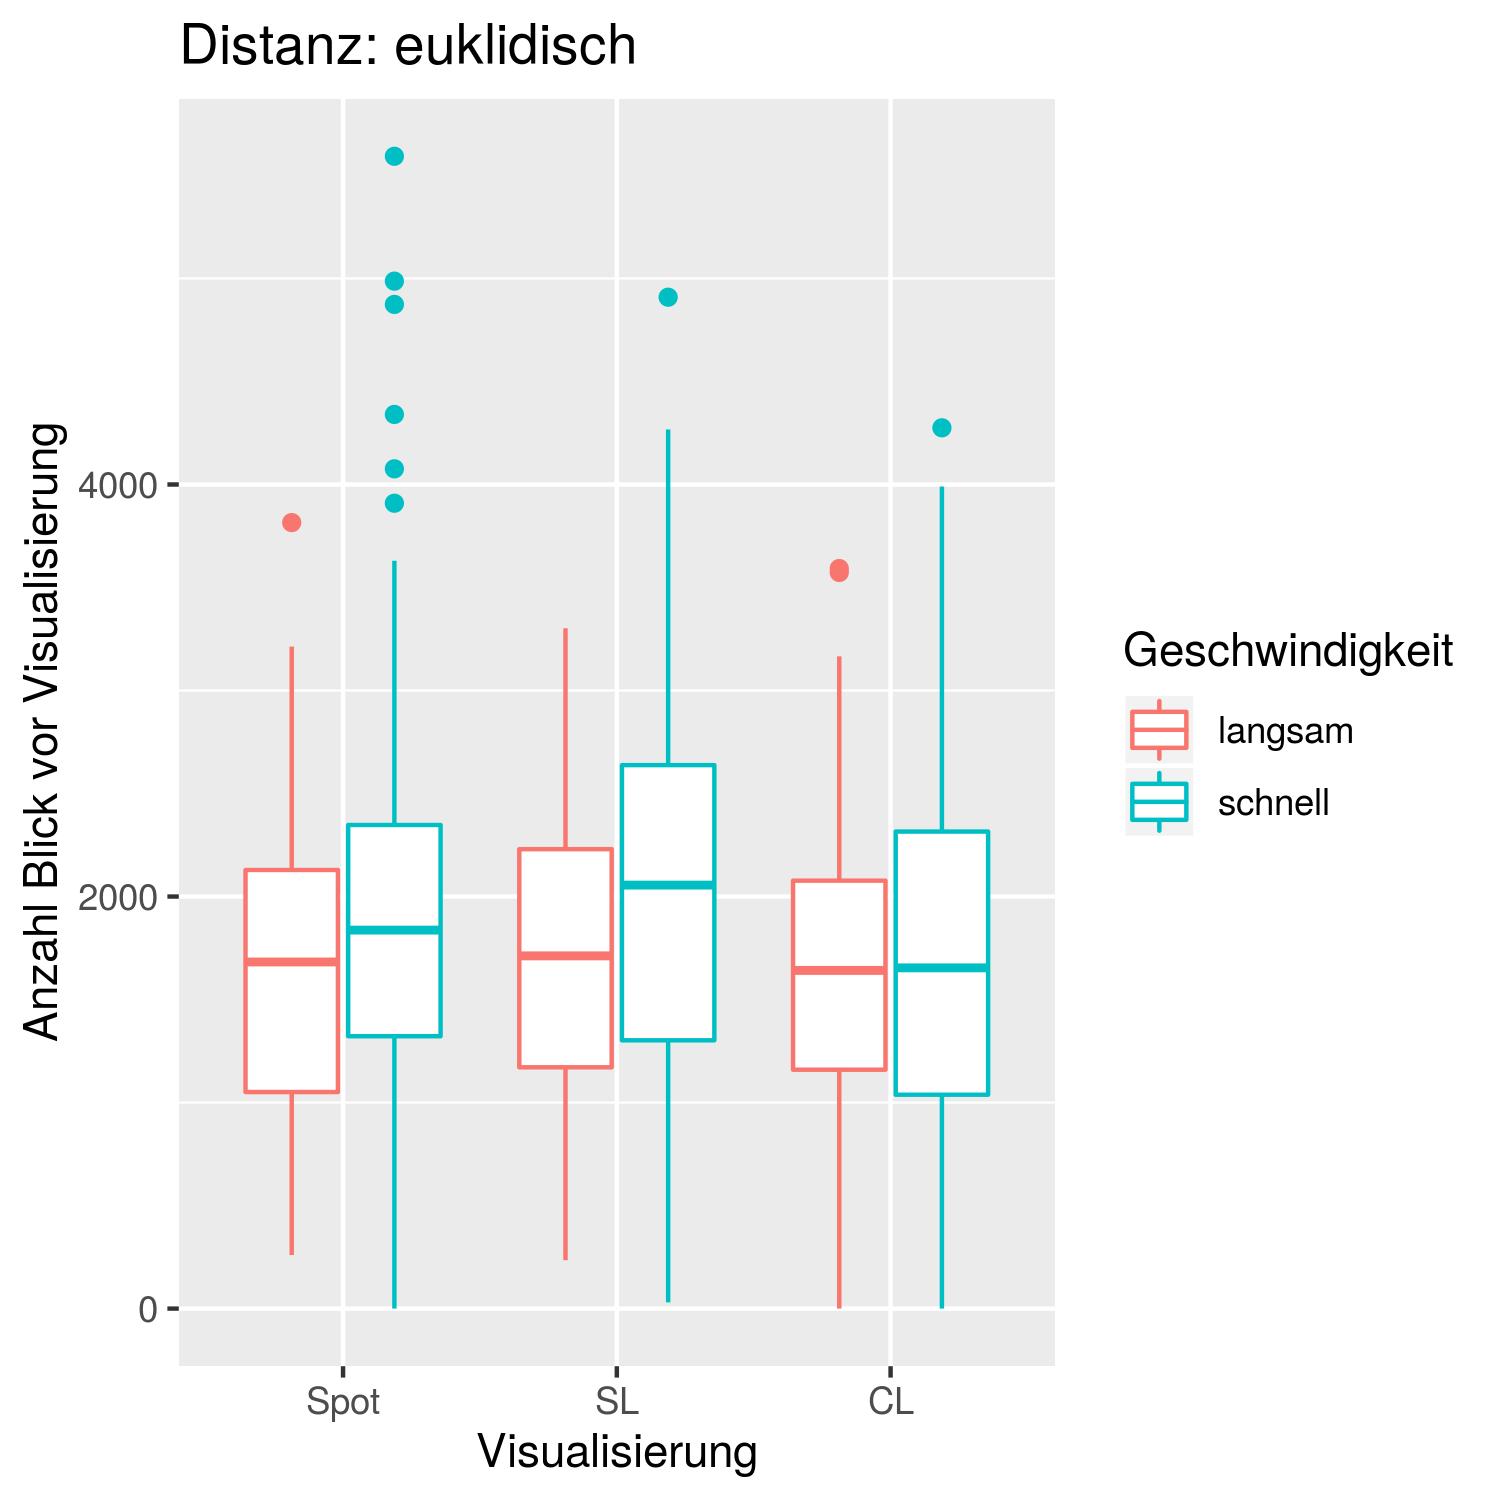 Distanz: euklidisch
Anzahl Blick vor Visualisierung
4000
2000
0
Spot
SL
CL
Visualisierung
Geschwindigkeit
langsam
schnell